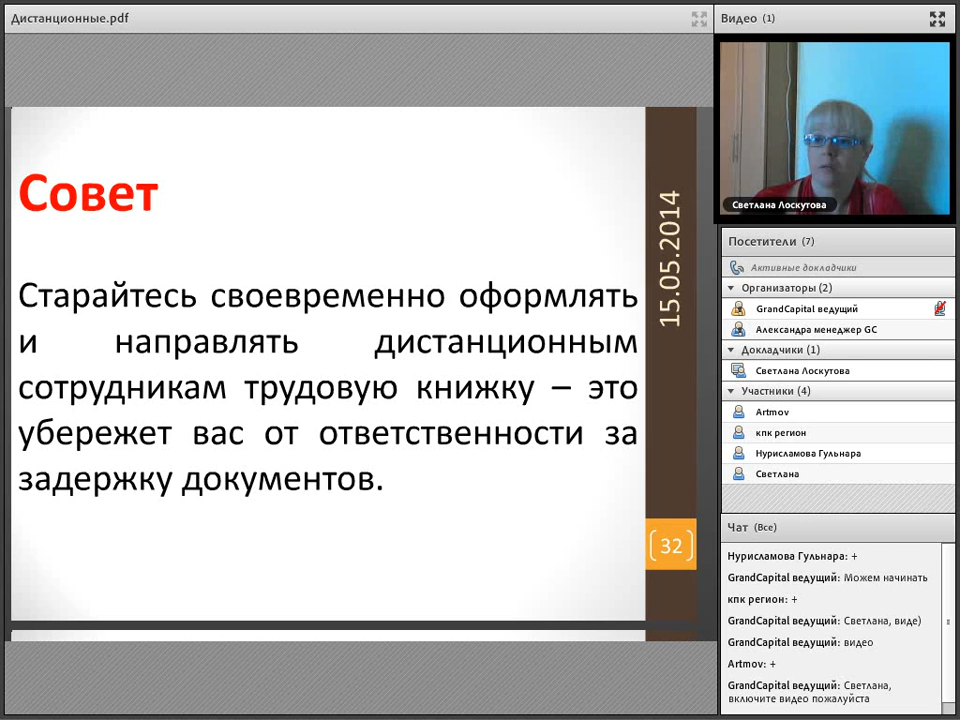 Дистанционные.pdf
Совет
Старайтесь своевременно оформлять
и направлять дистанционным
сотрудникам трудовую книжку – это
убережет вас от ответственности за
задержку документов.
15.05.2014
32
Видео (1)
Светлана Лоскутова
Посетители (7)
Активные докладчики
Организаторы (2)
GrandCapital ведущий
Александра менеджер GC
Докладчики (1)
Светлана Лоскутова
Участники (4)
Artmov
кпк регион
Нурисламова Гульнара
Светлана
Чат (Все)
Нурисламова Гульнара: +
GrandCapital ведущий: Можем начинать
кпк регион: +
GrandCapital ведущий: Светлана, виде)
GrandCapital ведущий: видео
Artmov: +
GrandCapital ведущий: Светлана,
включите видео пожалуйста